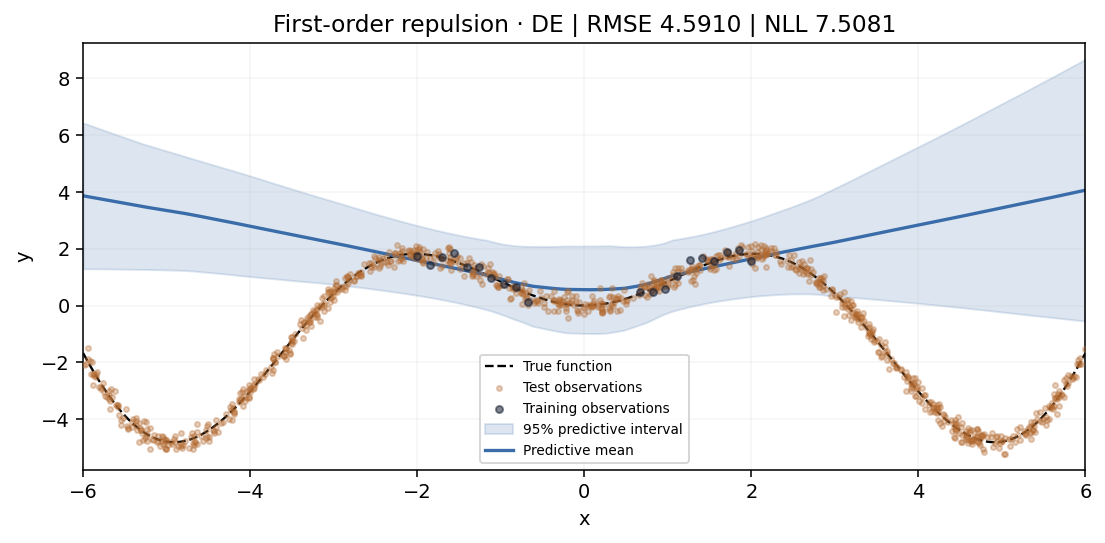 First-order repulsion · DE | RMSE 4.5910 | NLL 7.5081
8
6
4
2
0
−2
−4
y
True function
Test observations
Training observations
95% predictive interval
Predictive mean
−6
−4
−2
0
2
4
6
x